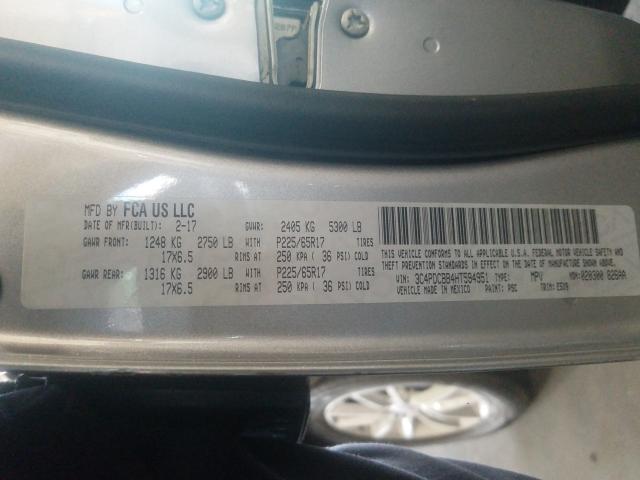 MFD BY FCA US LLC
DATE OF MFR(BUILT): 2-17 GVWR: 2405 KG 5300 LB
GAWR FRONT: 1248 KG 2750 LB WITH P225/65R17 TIRES
17X6.5 RIMS AT 250 KPA ( 36 PSI) COLD
GAWR REAR: 1316 KG 2900 LB WITH P225/65R17 TIRES
17X6.5 RIMS AT 250 KPA ( 36 PSI) COLD
THIS VEHICLE CONFORMS TO ALL APPLICABLE U.S.A. FEDERAL MOTOR VEHICLE SAFETY AND
THEFT PREVENTION STANDARDS IN EFFECT ON THE DATE OF MANUFACTURE SHOWN ABOVE.
VIN: 3C4PDCBB4HT594951 TYPE: MPV MDH:
VEHICLE MADE IN MEXICO PAINT: PSC TRIM: